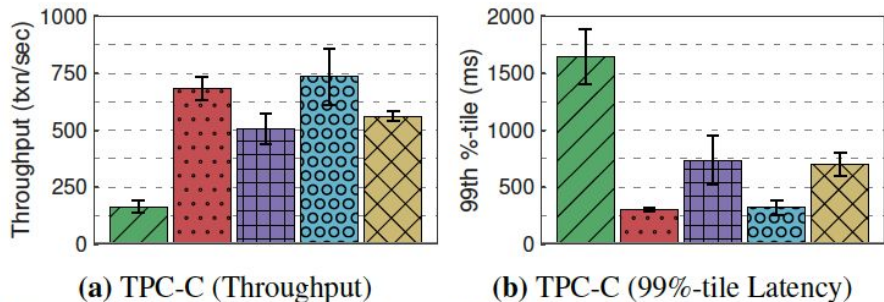 1000
750
500
250
0
Throughput (txn/sec)
(a) TPC-C (Throughput)
2000
1500
1000
500
0
99th %-tile (ms)
(b) TPC-C (99%-tile Latency)